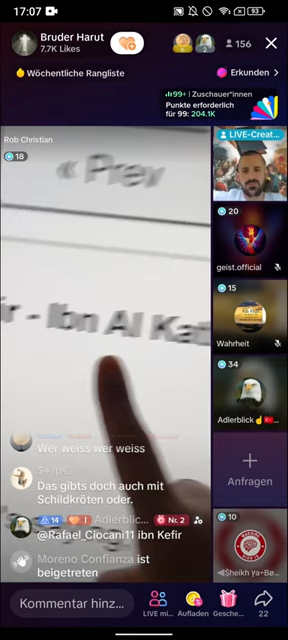 17:07
93
Bruder Harut
7.7K Likes
156
Wöchentliche Rangliste
Erkunden >
99+ Zuschauer*innen
Punkte erforderlich
für 99: 204.1K
Rob Christian
18
LIVE-Creat...
« Prev
20
geist.official
r - Ibn Al Kat
15
Wahrheit
34
Adlerblick
Wer weiss wer weiss
Das gibts doch auch mit
Schildkröten oder.
Anfragen
14 1 Adlerblic... Nr. 2
@Rafael_Ciocani11 ibn Kefir
Moreno Confianza ist
beigetreten
10
Kommentar hinz...
LIVE mi...
Aufladen
Gesche...
22